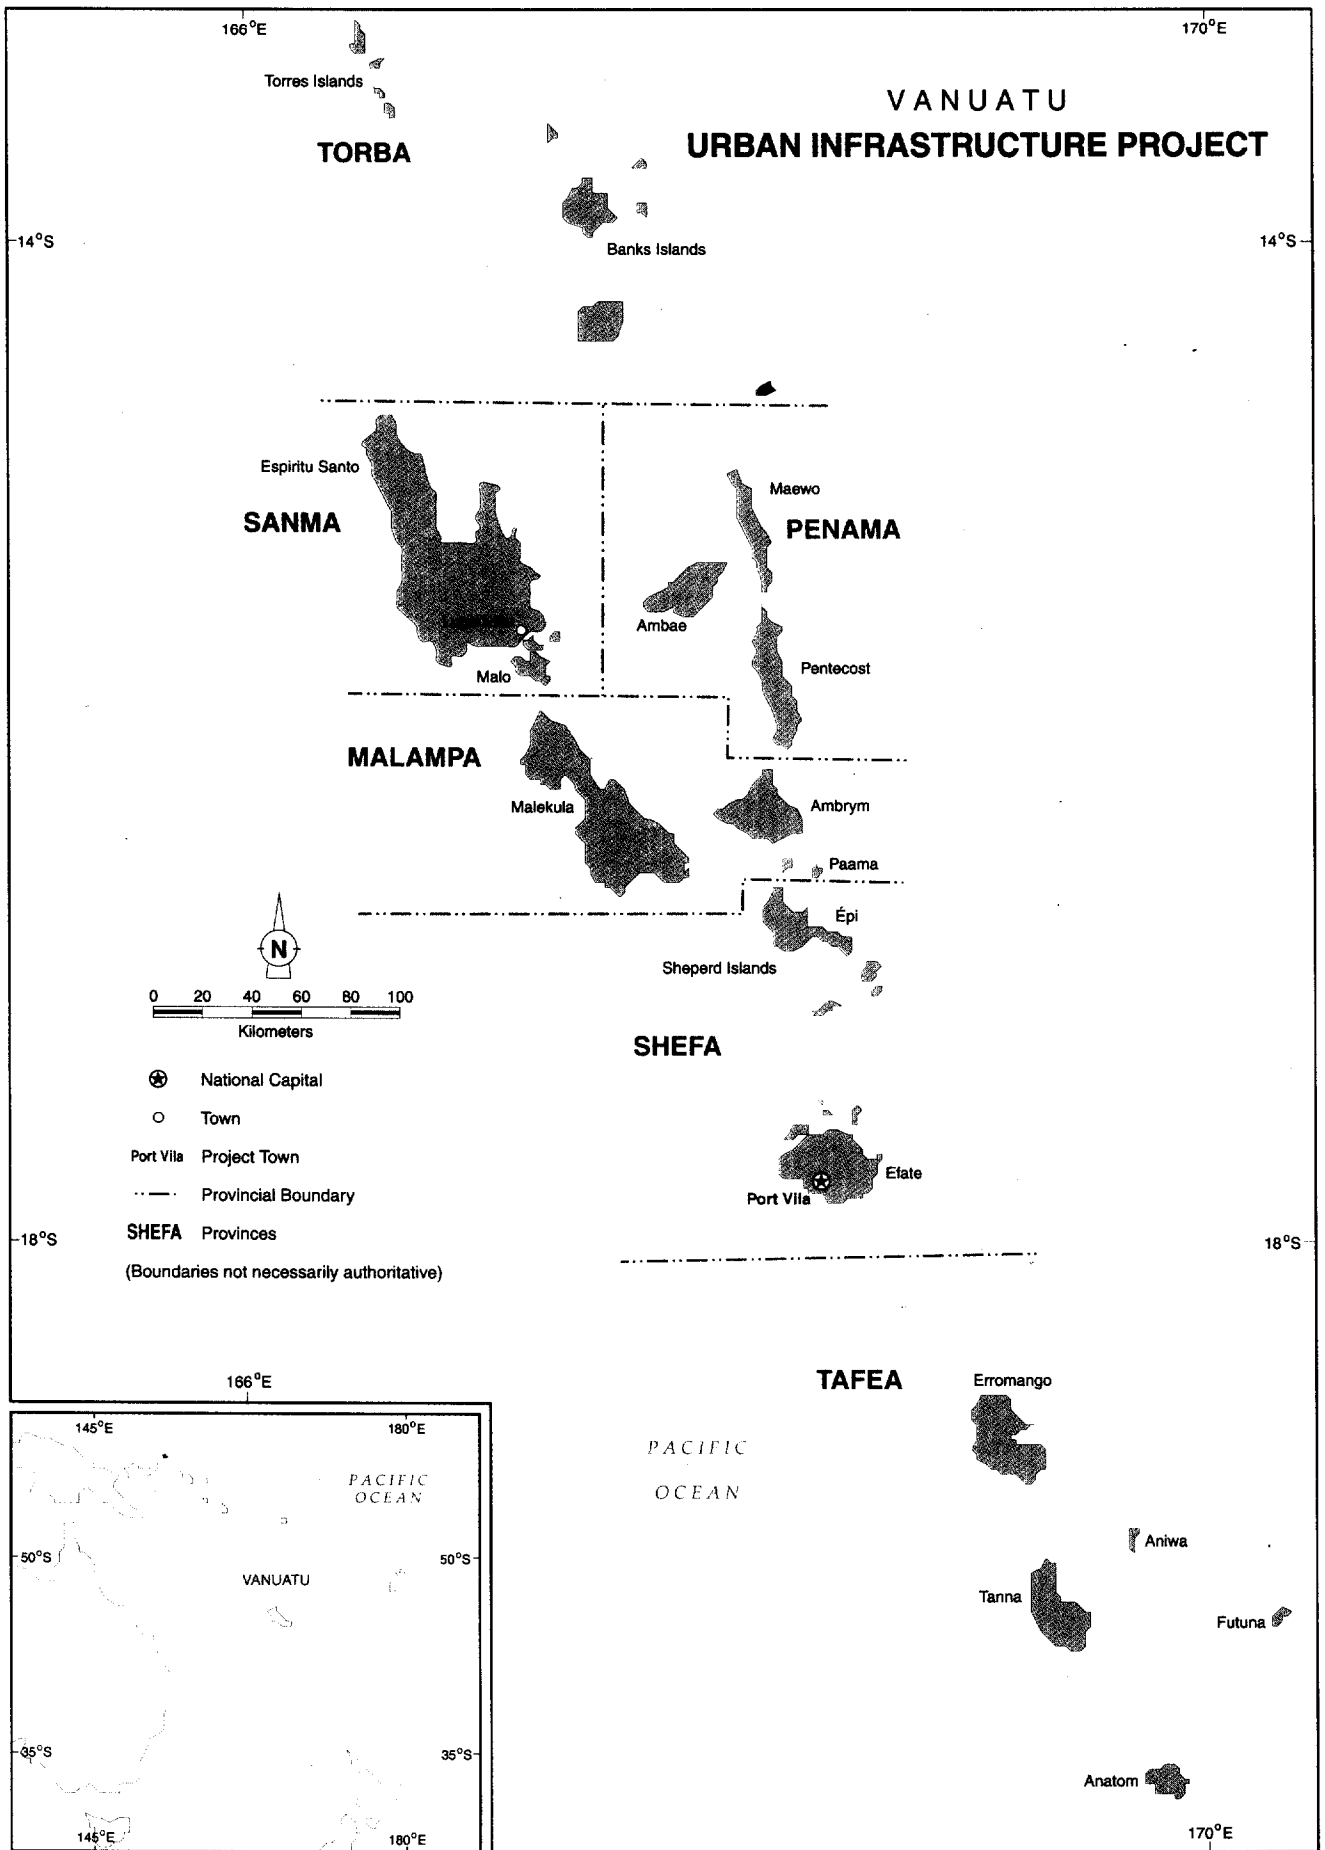 166°E
170°E
Torres Islands
VANUATU
TORBA
URBAN INFRASTRUCTURE PROJECT
14°S
14°S
Banks Islands
Espiritu Santo
Maewo
SANMA
PENAMA
Ambae
Malo
Pentecost
MALAMPA
Malekula
Ambrym
Paama
Épi
N
Sheperd Islands
0 20 40 60 80 100
Kilometers
SHEFA
National Capital
Town
Port Vila Project Town
Efate
Port Vila
Provincial Boundary
SHEFA Provinces
18°S
18°S
(Boundaries not necessarily authoritative)
166°E
TAFEA
Erromango
145°E
180°E
PACIFIC
OCEAN
PACIFIC
OCEAN
Aniwa
50°S
50°S
VANUATU
Tanna
Futuna
35°S
35°S
Anatom
145°E
180°E
170°E